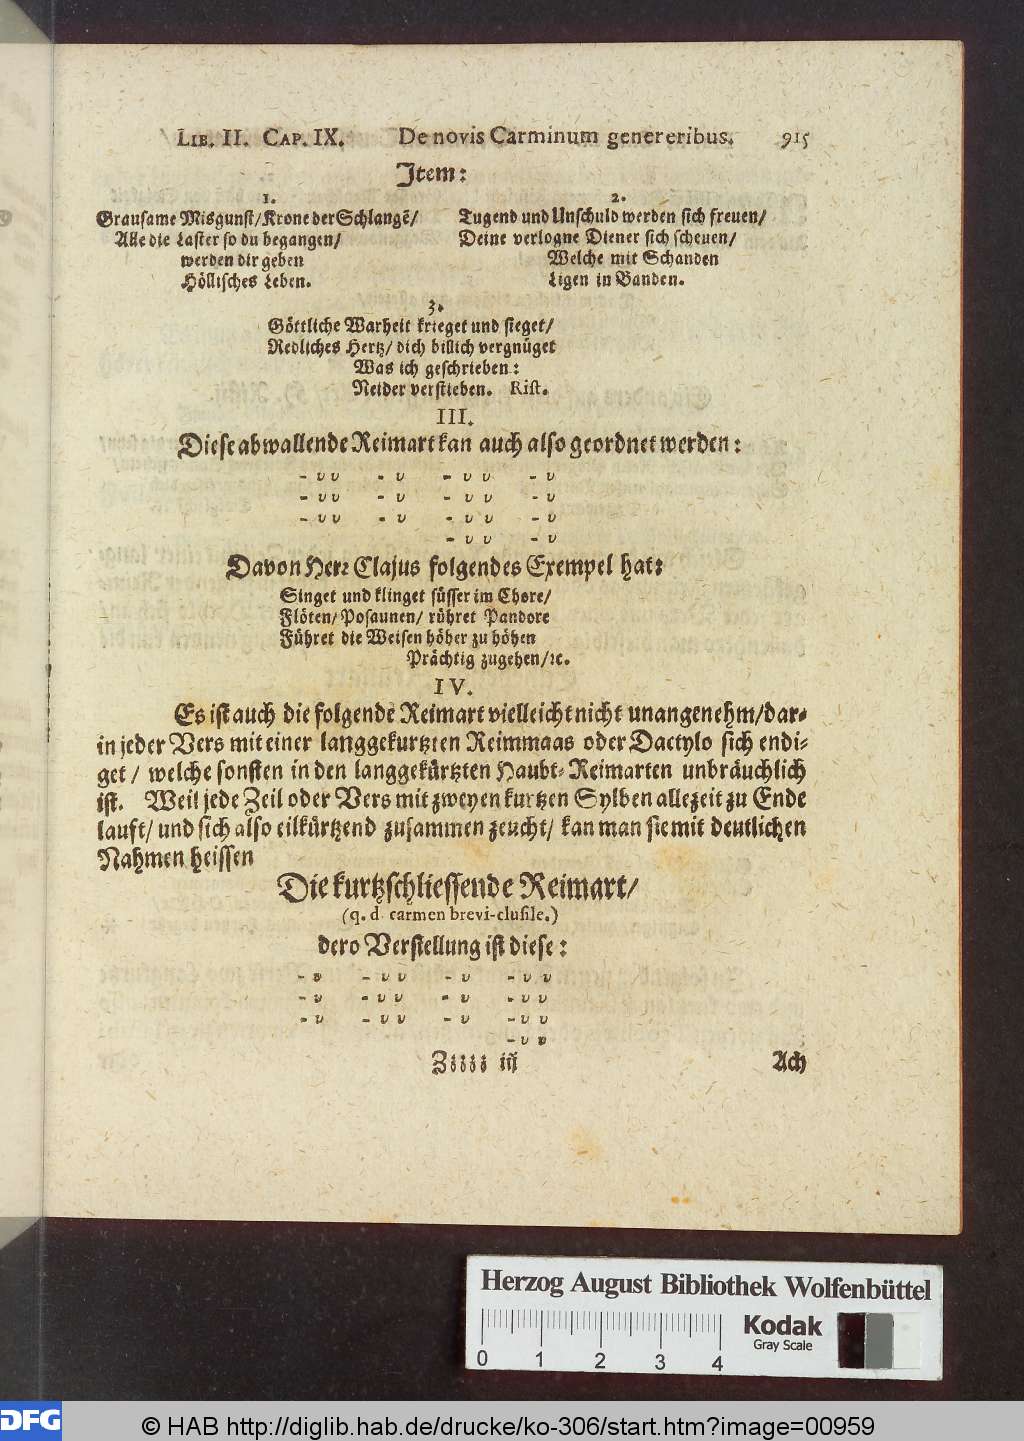 LIB. II. CAP. IX. De novis Carminum genereribus. 915
Jtem:
1.
Grausame Misgunst/Krone der Schlangẽ/
Alle die Laster so du begangen/
werden dir geben
Höllisches Leben.
2.
Tugend und Unschuld werden sich freuen/
Deine verlogne Diener sich scheuen/
Welche mit Schanden
Ligen in Banden.
3.
Göttliche Warheit krieget und sieget/
Redliches Hertz/ dich billich vergnüget
Was ich geschrieben:
Neider verstieben. Rist.
III.
Diese abwallende Reimart kan auch also geordnet werden:
- υ υ - υ - υ υ - υ
- υ υ - υ - υ υ - υ
- υ υ - υ - υ υ - υ
- υ υ - υ
Davon Herr Clajus folgendes Exempel hat:
Singet und klinget süsser im Chore/
Flöten/ Posaunen/ rühret Pandore
Führet die Weisen höher zu höhen
Prächtig zugehen/ꝛc.
IV.
Es ist auch die folgende Reimart vielleicht nicht unangenehm/dar-
in jeder Vers mit einer langgekurtzten Reimmaas oder Dactylo sich endi-
get / welche sonsten in den langgekürtzten Haubt-Reimarten unbräuchlich
ist. Weil jede Zeil oder Vers mit zweyen kurtzen Sylben allezeit zu Ende
lauft/ und sich also eilkürtzend zusammen zeucht/ kan man sie mit deutlichen
Nahmen heissen
Die kurtzschliessende Reimart/
(q. d carmen brevi-clusile.)
dero Verstellung ist diese:
- υ - υ υ - υ - υ υ
- υ - υ υ - υ - υ υ
- υ - υ υ - υ - υ υ
- υ υ
Zzzzz iij Ach
Herzog August Bibliothek Wolfenbüttel
0 1 2 3 4
Kodak
Gray Scale
DFG
© HAB http://diglib.hab.de/drucke/ko-306/start.htm?image=00959